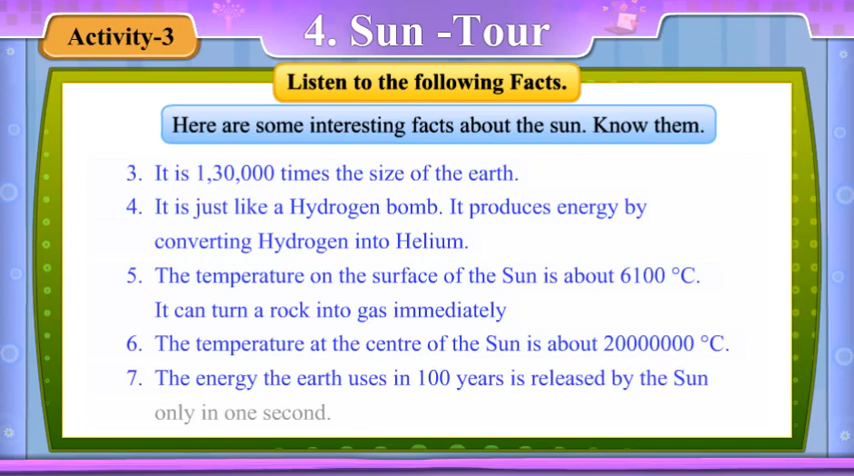 Activity-3
4. Sun -Tour
Listen to the following Facts.
Here are some interesting facts about the sun. Know them.
3. It is 1,30,000 times the size of the earth.
4. It is just like a Hydrogen bomb. It produces energy by
converting Hydrogen into Helium.
5. The temperature on the surface of the Sun is about 6100 °C.
It can turn a rock into gas immediately
6. The temperature at the centre of the Sun is about 20000000 °C.
7. The energy the earth uses in 100 years is released by the Sun
only in one second.